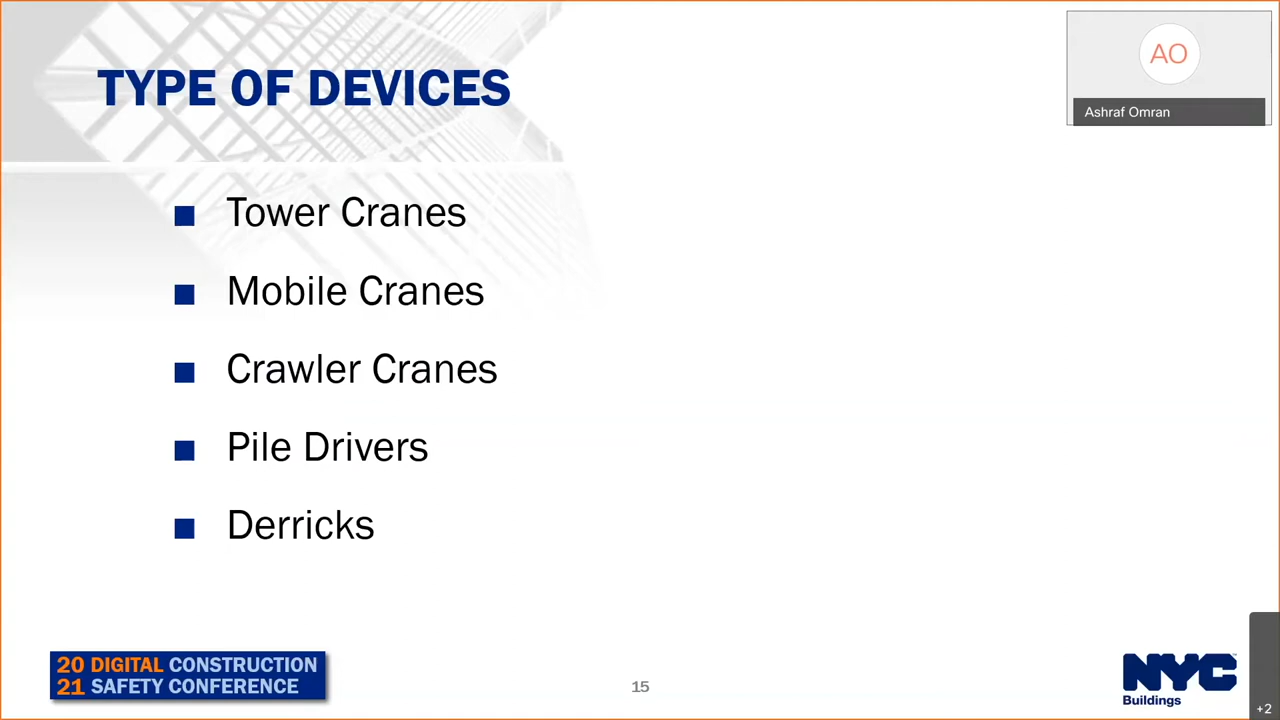 TYPE OF DEVICES
AO
Ashraf Omran
■ Tower Cranes
■ Mobile Cranes
■ Crawler Cranes
■ Pile Drivers
■ Derricks
20 DIGITAL CONSTRUCTION
21 SAFETY CONFERENCE
15
NYC
Buildings
+2